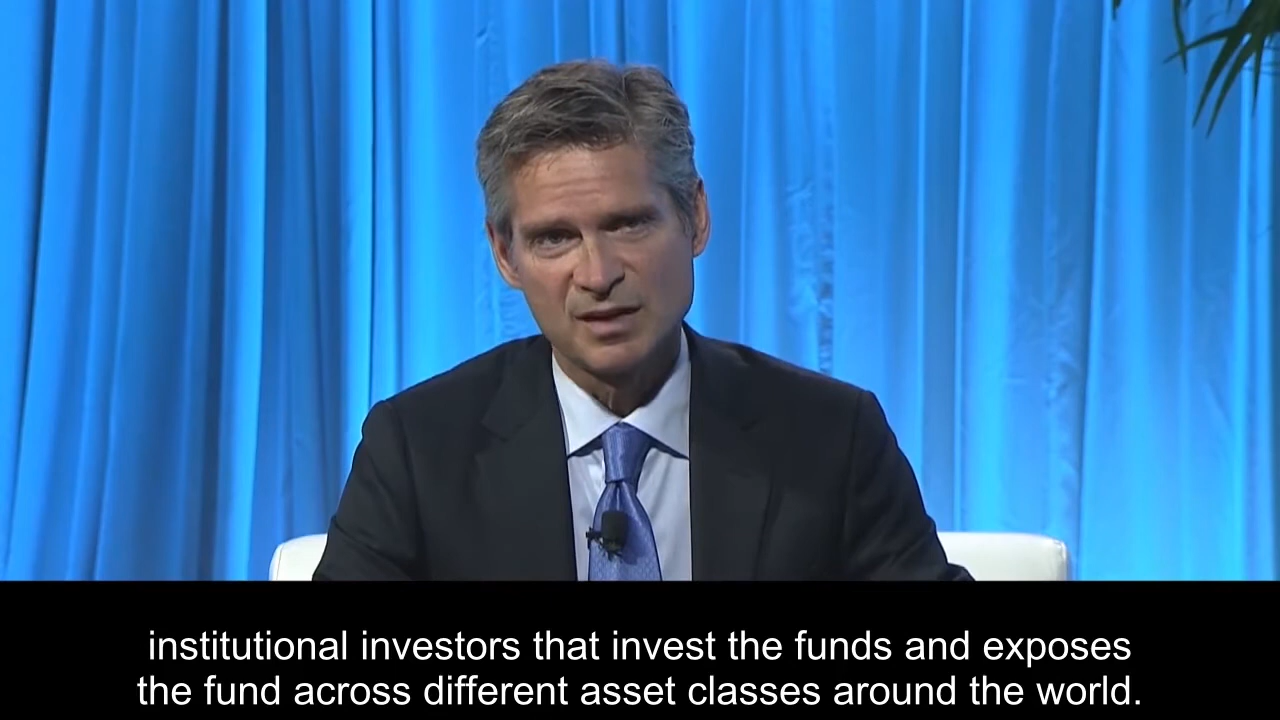 institutional investors that invest the funds and exposes
the fund across different asset classes around the world.